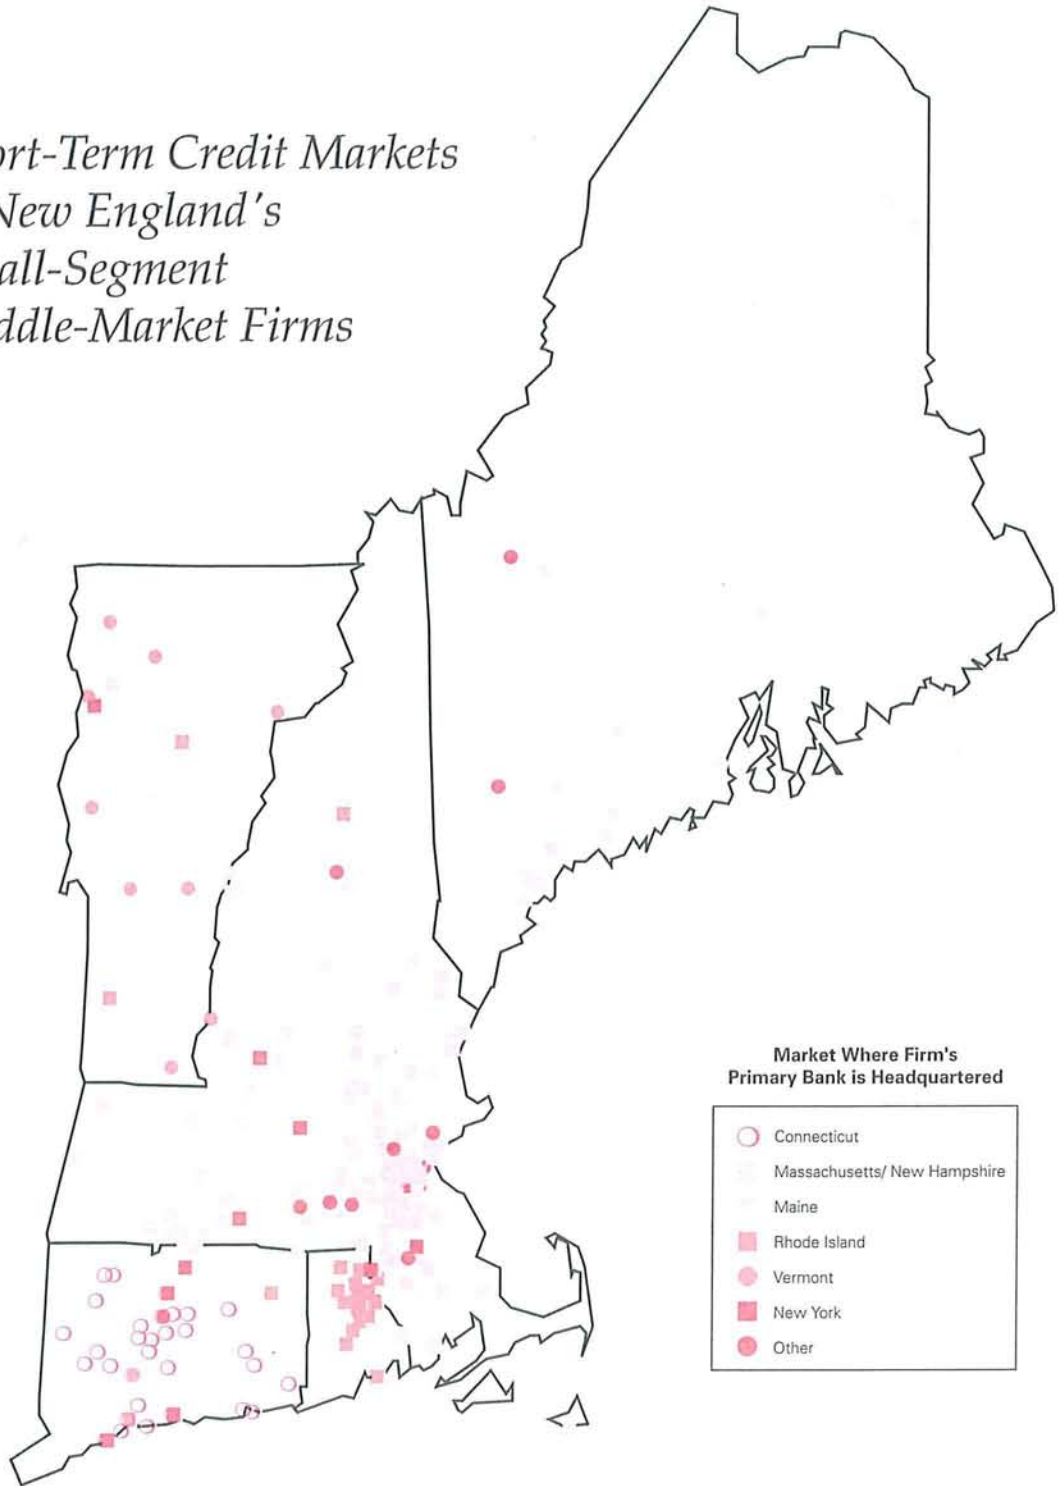 ort-Term Credit Markets
New England's
all-Segment
ddle-Market Firms
Market Where Firm's
Primary Bank is Headquartered
Connecticut
Massachusetts/ New Hampshire
Maine
Rhode Island
Vermont
New York
Other